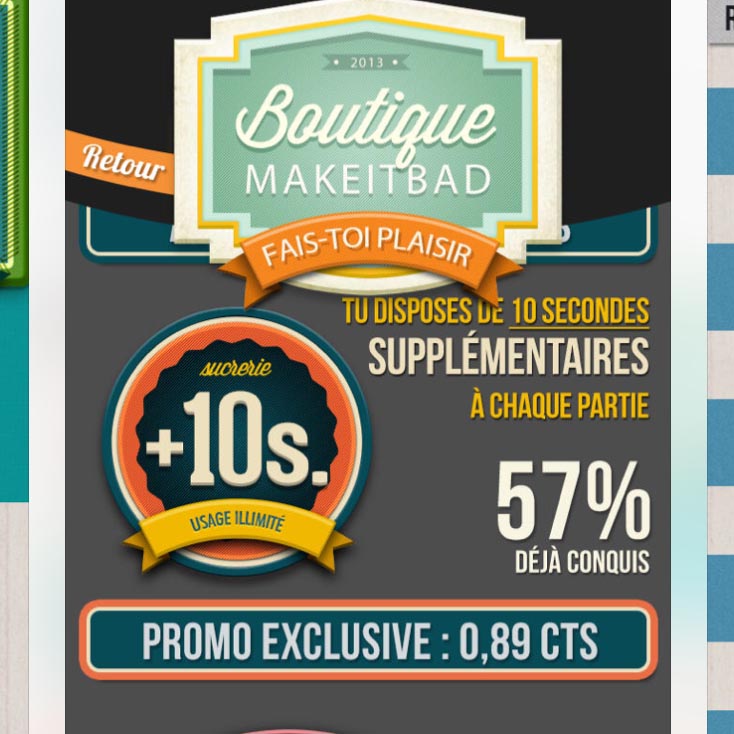 • 2013 •
Boutique
MAKEITBAD
Retour
FAIS-TOI PLAISIR
TU DISPOSES DE 10 SECONDES
SUPPLÉMENTAIRES
À CHAQUE PARTIE
sucrerie
+10s.
USAGE ILLIMITÉ
57%
DÉJÀ CONQUIS
PROMO EXCLUSIVE : 0,89 CTS